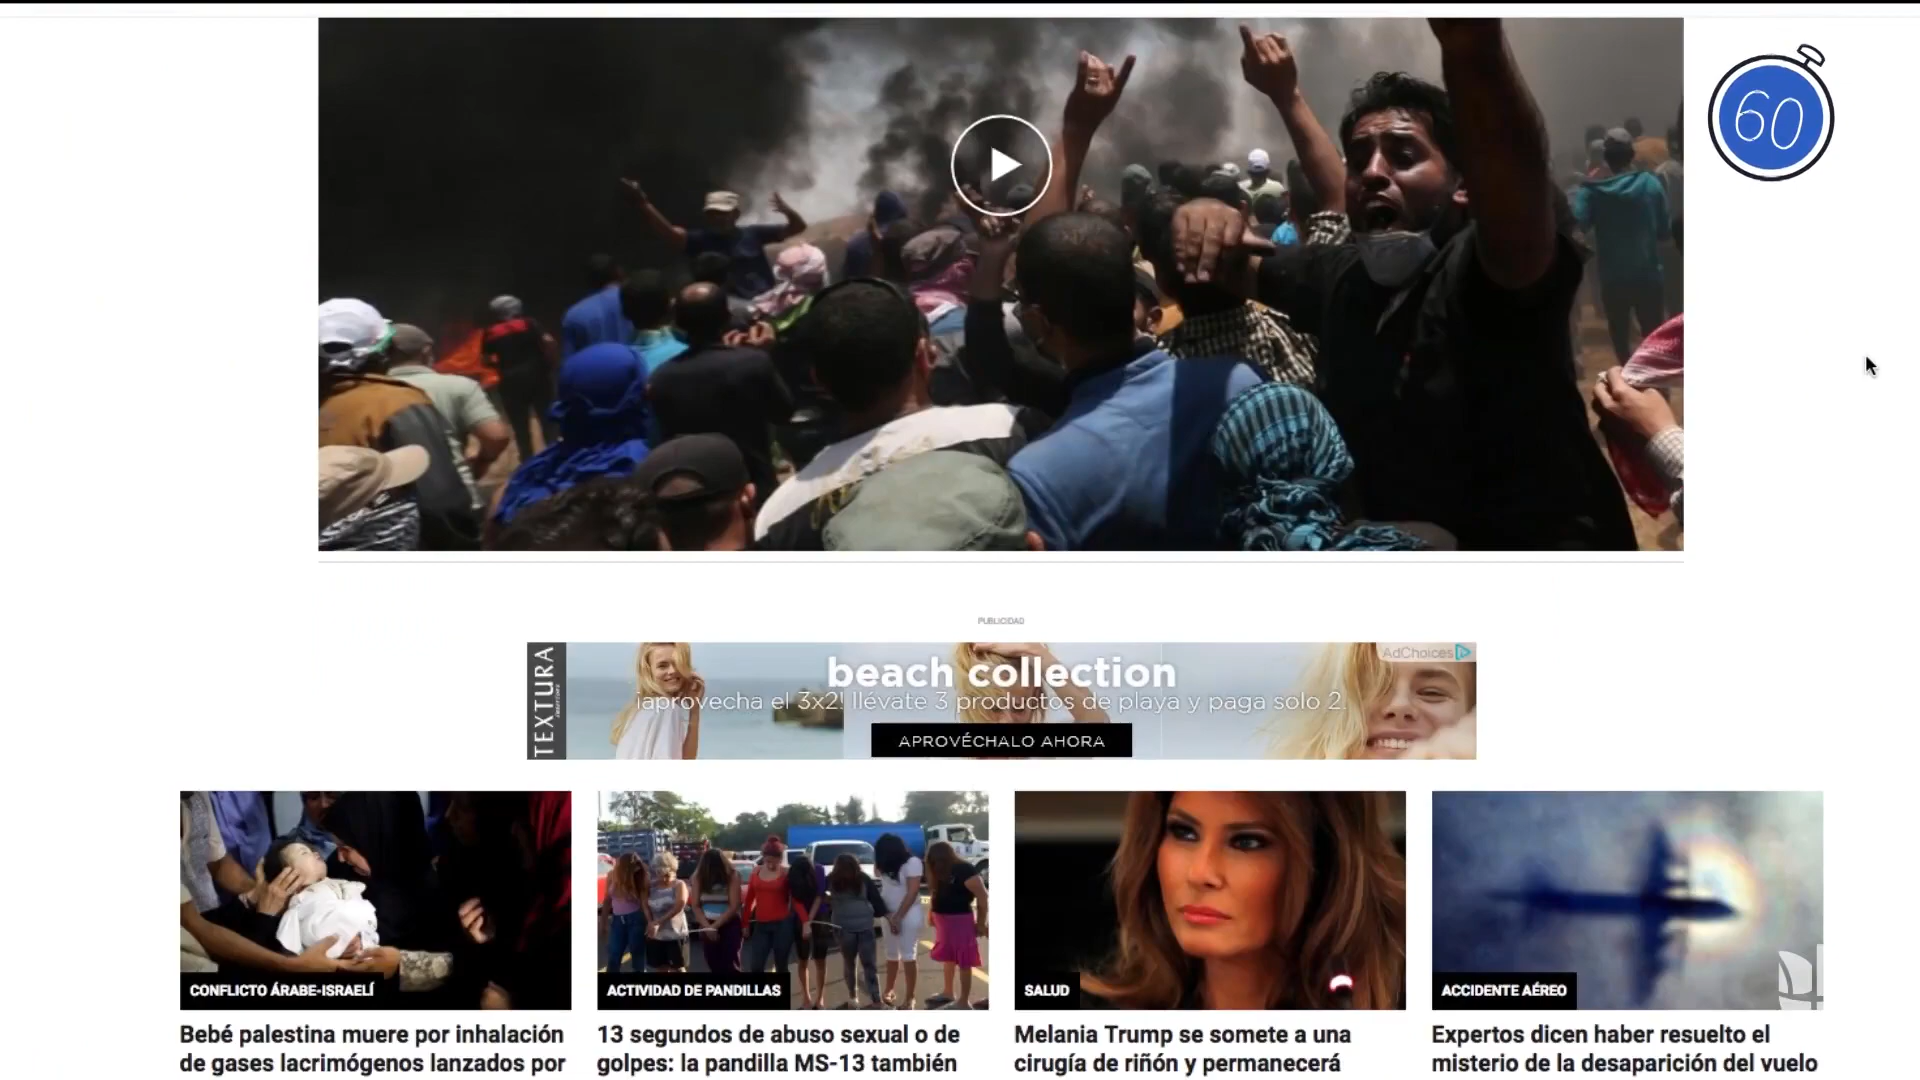 60
PUBLICIDAD
TEXTURA
AdChoices
beach collection
¡aprovecha el 3x2! llévate 3 productos de playa y paga solo 2.
APROVÉCHALO AHORA
CONFLICTO ÁRABE-ISRAELÍ
Bebé palestina muere por inhalación
de gases lacrimógenos lanzados por
ACTIVIDAD DE PANDILLAS
13 segundos de abuso sexual o de
golpes: la pandilla MS-13 también
SALUD
Melania Trump se somete a una
cirugía de riñón y permanecerá
ACCIDENTE AÉREO
Expertos dicen haber resuelto el
misterio de la desaparición del vuelo